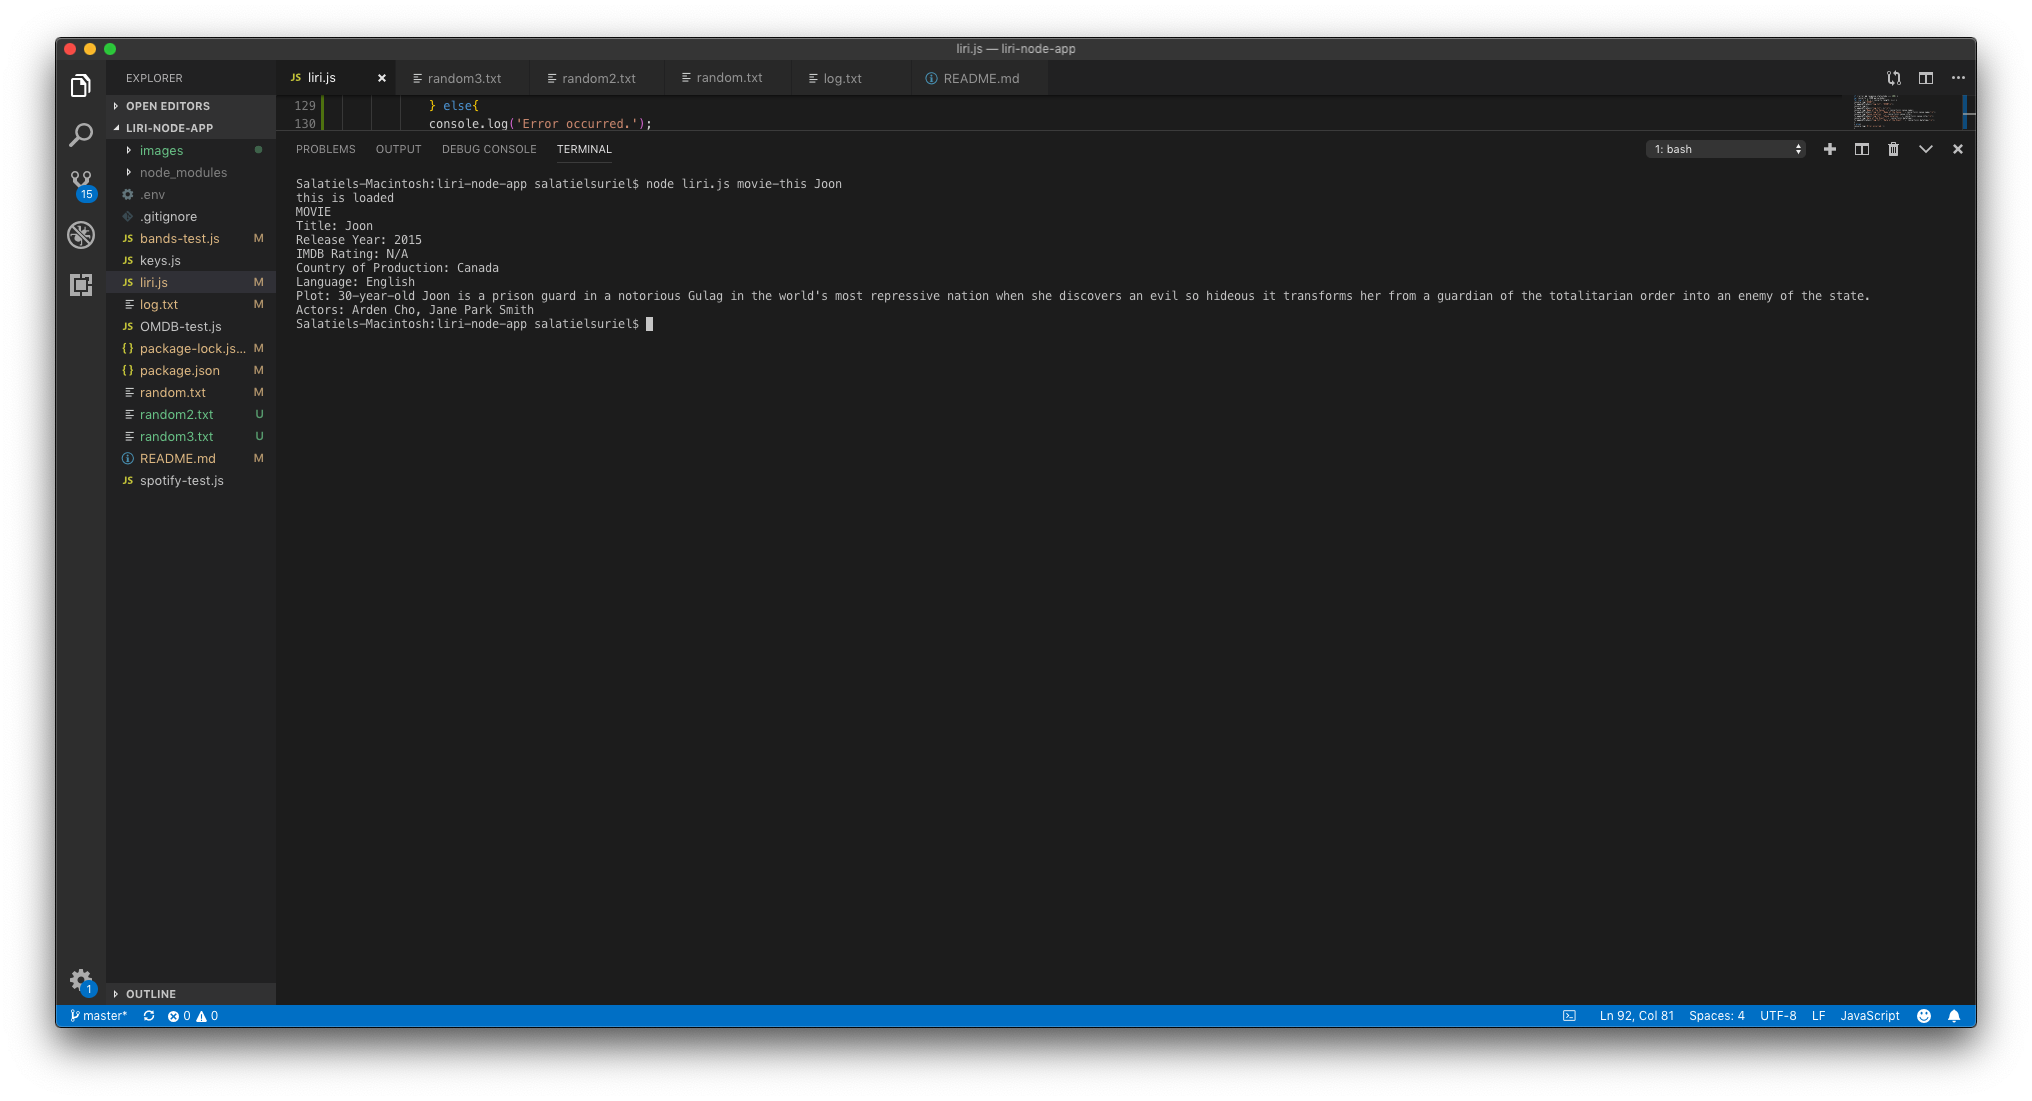 liri.js — liri-node-app
EXPLORER
JS liri.js
random3.txt
random2.txt
random.txt
log.txt
README.md
OPEN EDITORS
LIRI-NODE-APP
images
node_modules
.env
.gitignore
JS bands-test.js M
JS keys.js
JS liri.js M
log.txt M
JS OMDB-test.js
{} package-lock.js... M
{} package.json M
random.txt M
random2.txt U
random3.txt U
README.md M
JS spotify-test.js
15
129 } else{
130 console.log('Error occurred.');
PROBLEMS OUTPUT DEBUG CONSOLE TERMINAL
1: bash
Salatiels-Macintosh:liri-node-app salatielsuriel$ node liri.js movie-this Joon
this is loaded
MOVIE
Title: Joon
Release Year: 2015
IMDB Rating: N/A
Country of Production: Canada
Language: English
Plot: 30-year-old Joon is a prison guard in a notorious Gulag in the world's most repressive nation when she discovers an evil so hideous it transforms her from a guardian of the totalitarian order into an enemy of the state.
Actors: Arden Cho, Jane Park Smith
Salatiels-Macintosh:liri-node-app salatielsuriel$
1
OUTLINE
master* 0 0
Ln 92, Col 81 Spaces: 4 UTF-8 LF JavaScript